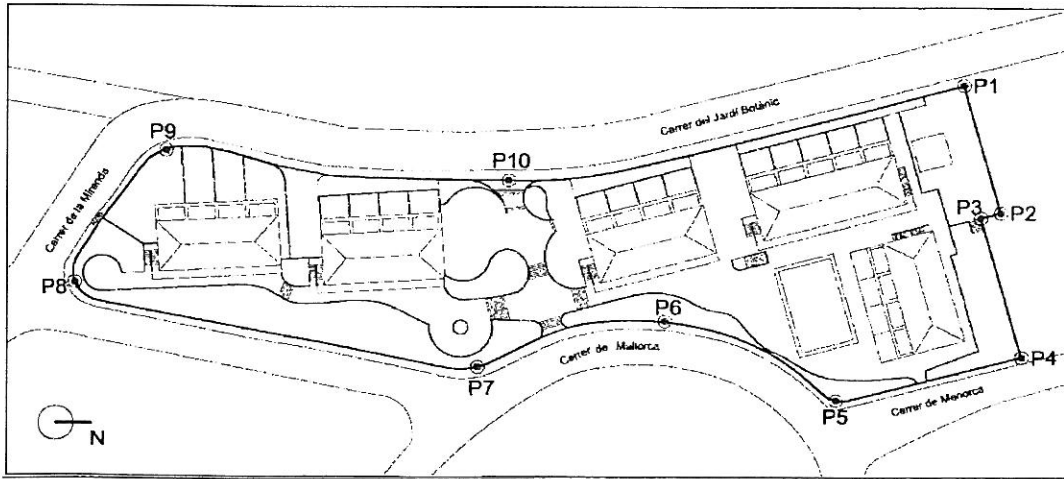 P1
Carrer del Jardí Botànic
P9
P10
Carrer de la Miranda
P3
P2
P8
P6
Carrer de Mallorca
P7
P4
P5
Carrer de Menorca
N